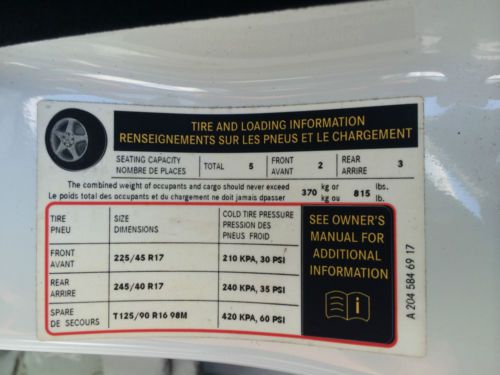 TIRE AND LOADING INFORMATION
RENSEIGNEMENTS SUR LES PNEUS ET LE CHARGEMENT
SEATING CAPACITY TOTAL 5 FRONT 2 REAR 3
NOMBRE DE PLACES AVANT ARRIERE
The combined weight of occupants and cargo should never exceed 370 kg or 815 lbs.
Le poids total des occupants et du chargement ne doit jamais dpasser kg ou lb.
TIRE SIZE COLD TIRE PRESSURE
PNEU DIMENSIONS PRESSION DES
PNEUS FROID
FRONT 225/45 R17 210 KPA, 30 PSI
AVANT
REAR 245/40 R17 240 KPA, 35 PSI
ARRIERE
SPARE T125/90 R16 98M 420 KPA, 60 PSI
DE SECOURS
SEE OWNER'S
MANUAL FOR
ADDITIONAL
INFORMATION
i
A 204 584 69 17